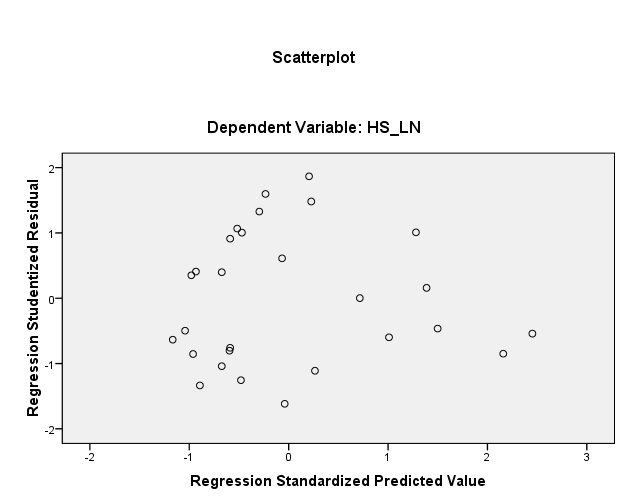 Scatterplot
Dependent Variable: HS_LN
Regression Studentized Residual
2
1
0
-1
-2
-2 -1 0 1 2 3
Regression Standardized Predicted Value